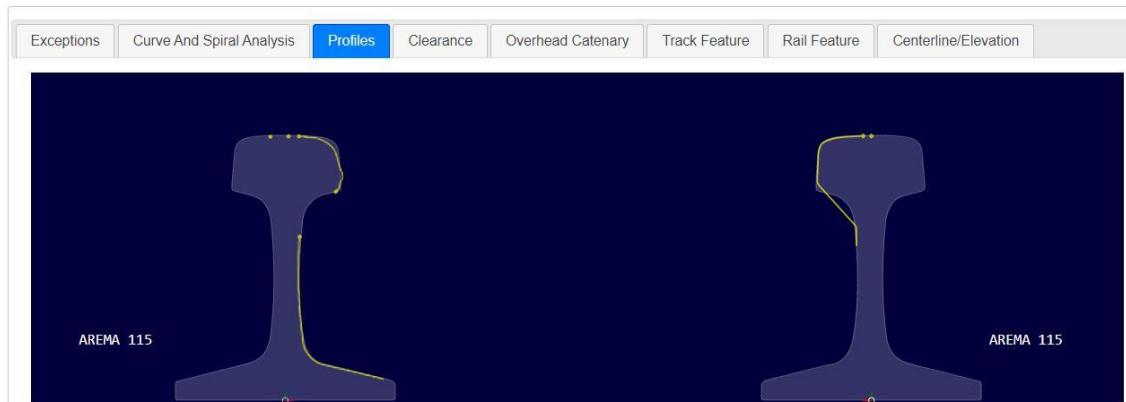 Exceptions Curve And Spiral Analysis Profiles Clearance Overhead Catenary Track Feature Rail Feature Centerline/Elevation
AREMA 115 AREMA 115